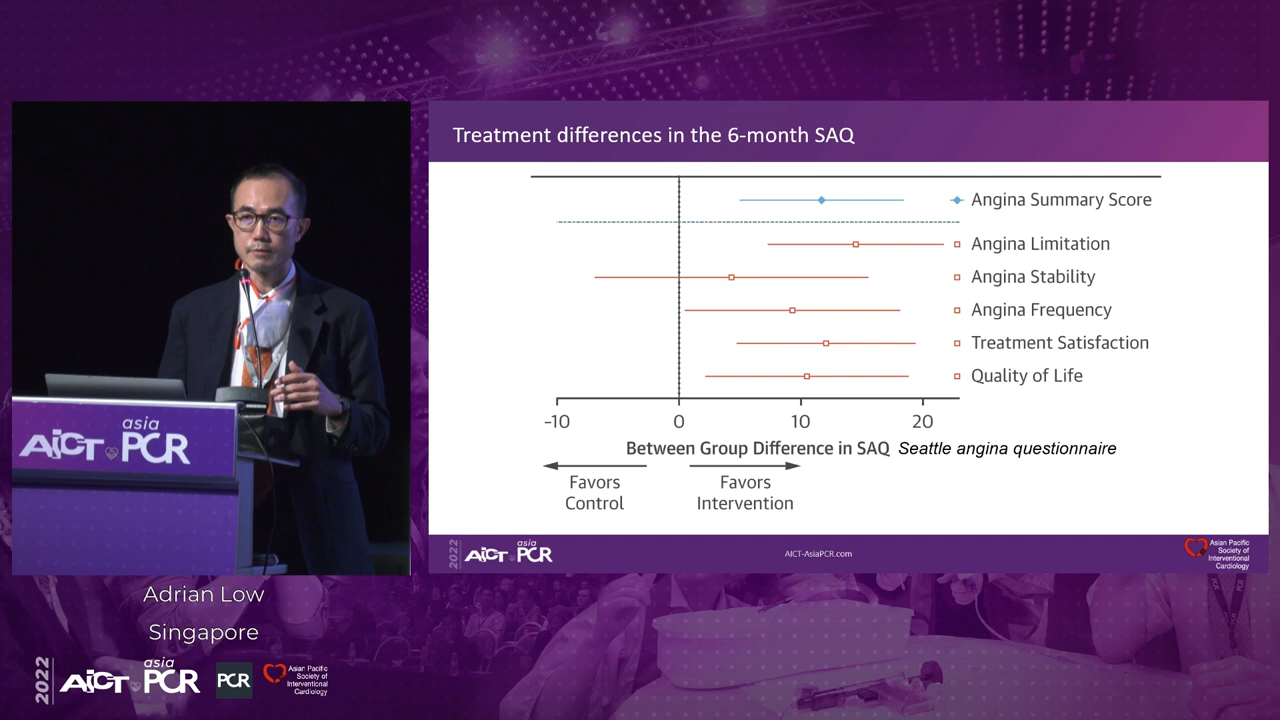 Treatment differences in the 6-month SAQ
Angina Summary Score
Angina Limitation
Angina Stability
Angina Frequency
Treatment Satisfaction
Quality of Life
-10 0 10 20
Between Group Difference in SAQ Seattle angina questionnaire
Favors Control
Favors Intervention
2022 AICT asia PCR
AICT-AsiaPCR.com
Asian Pacific
Society of
Interventional
Cardiology
asia
AICT PCR
Adrian Low
Singapore
2022 AICT asia PCR
PCR
Asian Pacific
Society of
Interventional
Cardiology